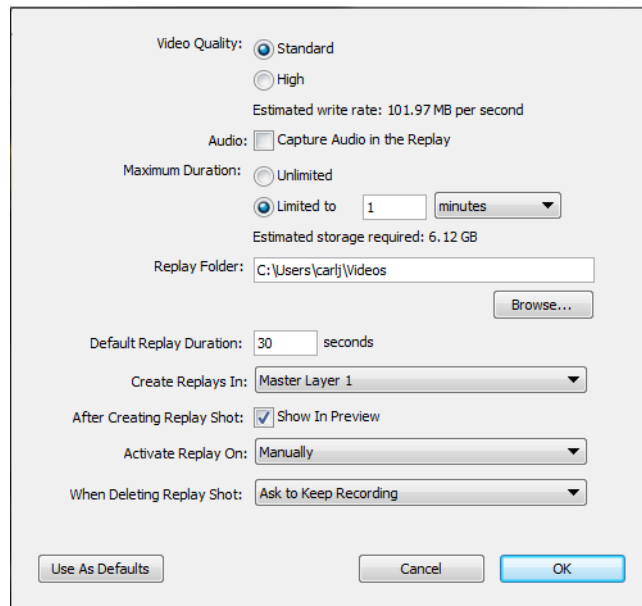 Video Quality: Standard
High
Estimated write rate: 101.97 MB per second
Audio: Capture Audio in the Replay
Maximum Duration: Unlimited
Limited to 1 minutes
Estimated storage required: 6.12 GB
Replay Folder: C:\Users\carlj\Videos
Browse...
Default Replay Duration: 30 seconds
Create Replays In: Master Layer 1
After Creating Replay Shot: Show In Preview
Activate Replay On: Manually
When Deleting Replay Shot: Ask to Keep Recording
Use As Defaults Cancel OK